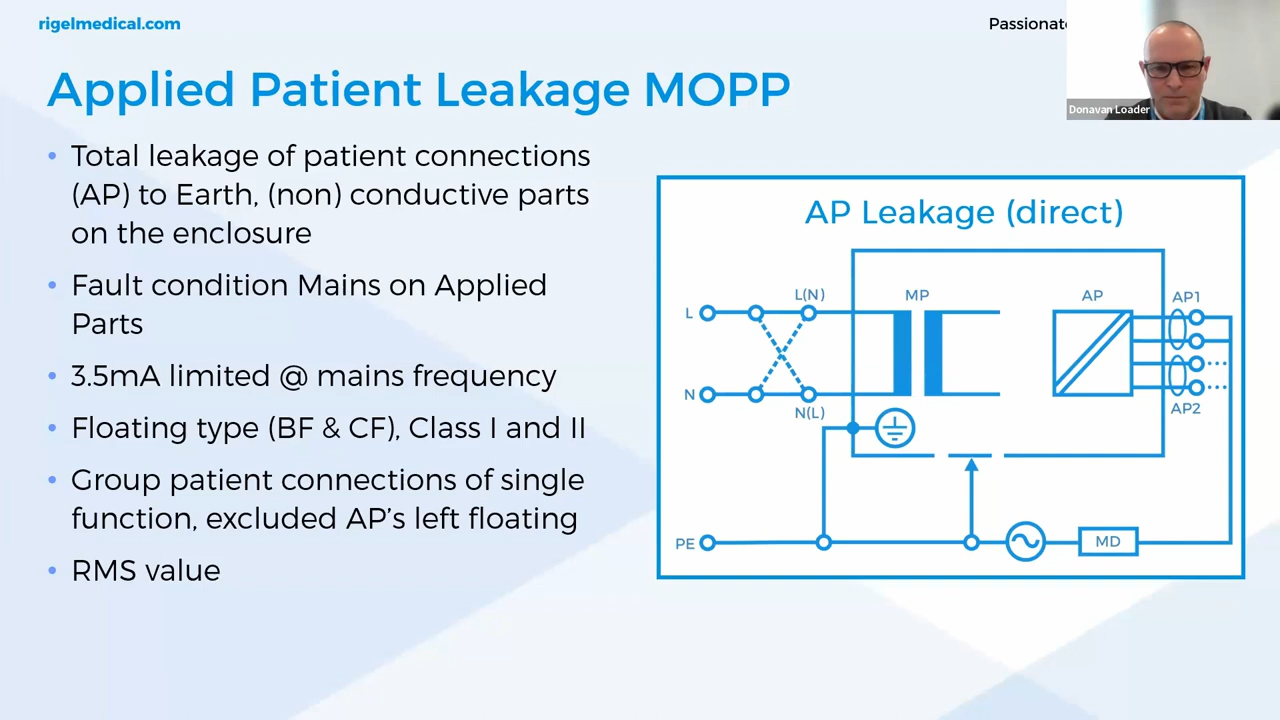 rigelmedical.com
Donavan Loader
Applied Patient Leakage MOPP
• Total leakage of patient connections
(AP) to Earth, (non) conductive parts
on the enclosure
• Fault condition Mains on Applied
Parts
• 3.5mA limited @ mains frequency
• Floating type (BF & CF), Class I and II
• Group patient connections of single
function, excluded AP's left floating
• RMS value
AP Leakage (direct)
L(N)
MP
AP
AP1
L
N
N(L)
AP2
PE
MD